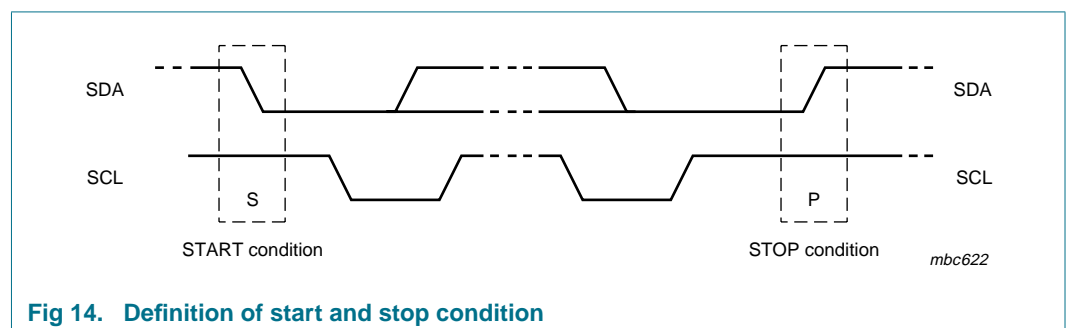 SDA SDA
SCL SCL
S P
START condition STOP condition
mbc622
Fig 14. Definition of start and stop condition